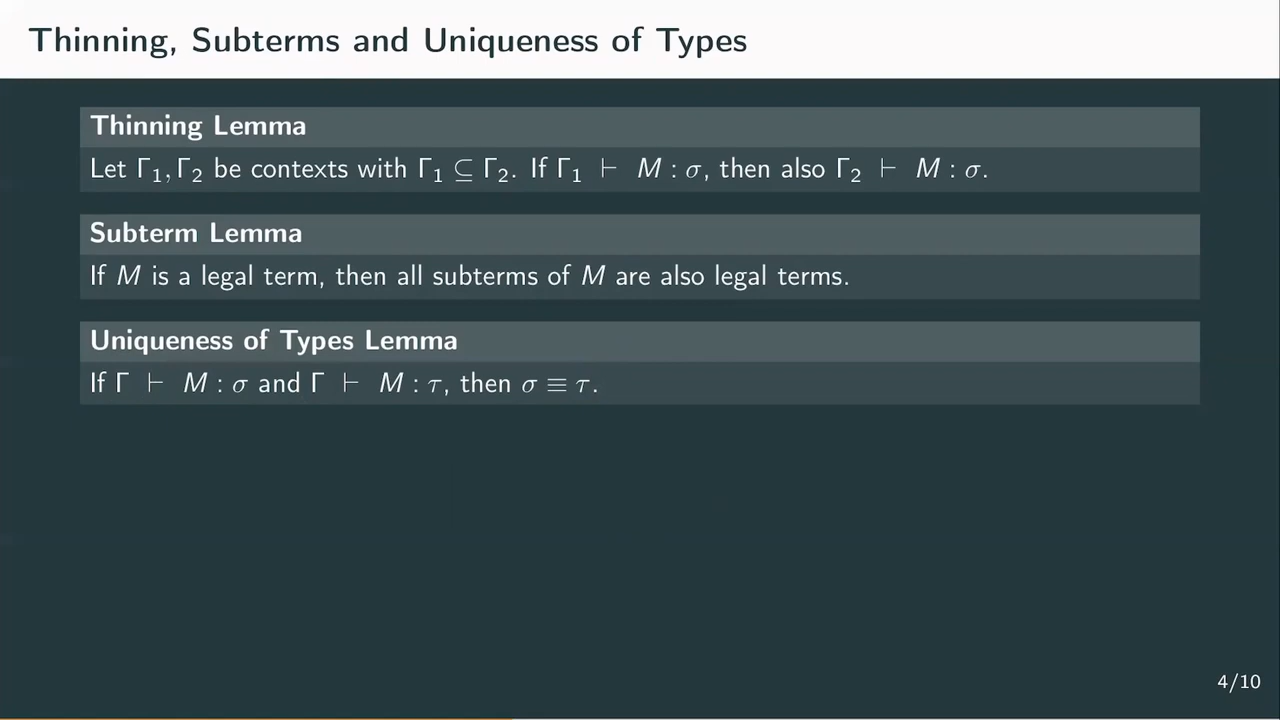 Thinning, Subterms and Uniqueness of Types
Thinning Lemma
Let Γ₁, Γ₂ be contexts with Γ₁ ⊆ Γ₂. If Γ₁ ⊢ M : σ, then also Γ₂ ⊢ M : σ.
Subterm Lemma
If M is a legal term, then all subterms of M are also legal terms.
Uniqueness of Types Lemma
If Γ ⊢ M : σ and Γ ⊢ M : τ, then σ ≡ τ.
4/10